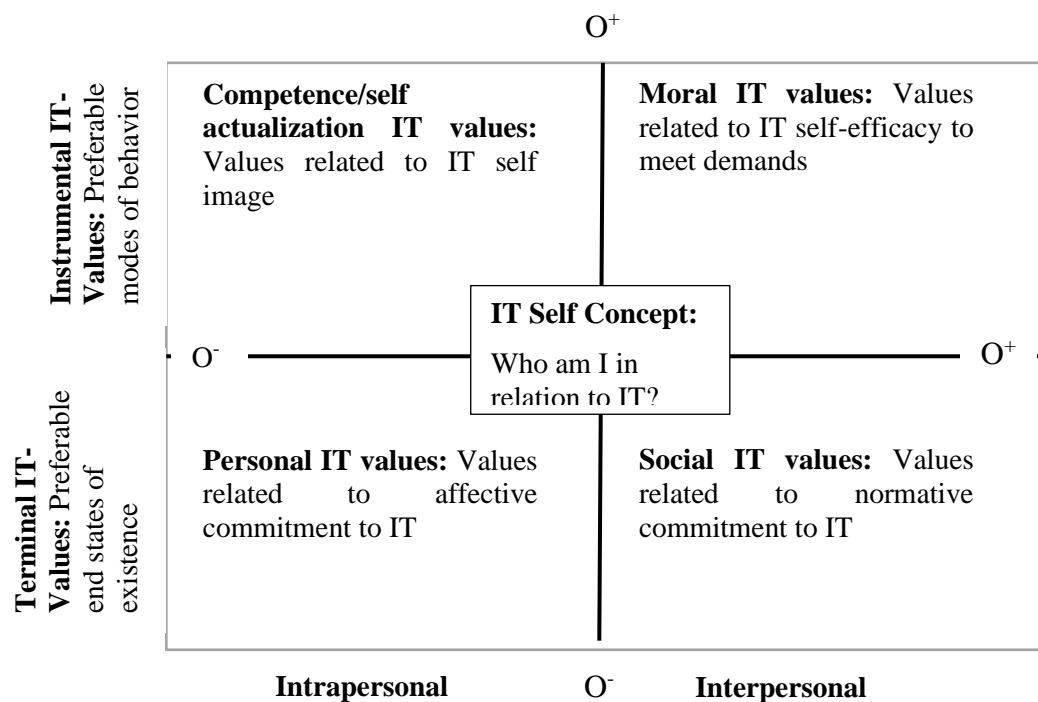 O⁺
Instrumental IT-
Values: Preferable
modes of behavior
Competence/self
actualization IT values:
Values related to IT self
image
Moral IT values: Values
related to IT self-efficacy to
meet demands
IT Self Concept:
Who am I in
relation to IT?
O⁻
O⁺
Terminal IT-
Values: Preferable
end states of
existence
Personal IT values: Values
related to affective
commitment to IT
Social IT values: Values
related to normative
commitment to IT
Intrapersonal
O⁻
Interpersonal